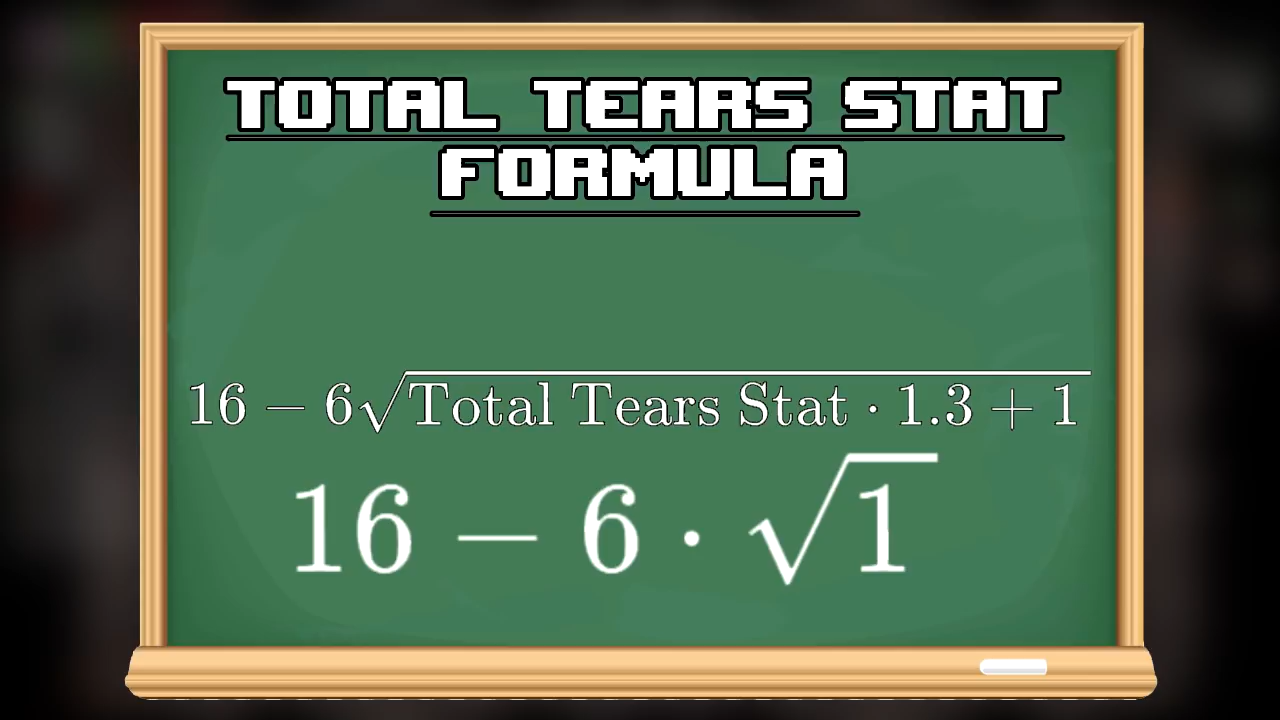 TOTAL TEARS STAT
FORMULA
16 − 6√Total Tears Stat · 1.3 + 1
16 − 6 · √1